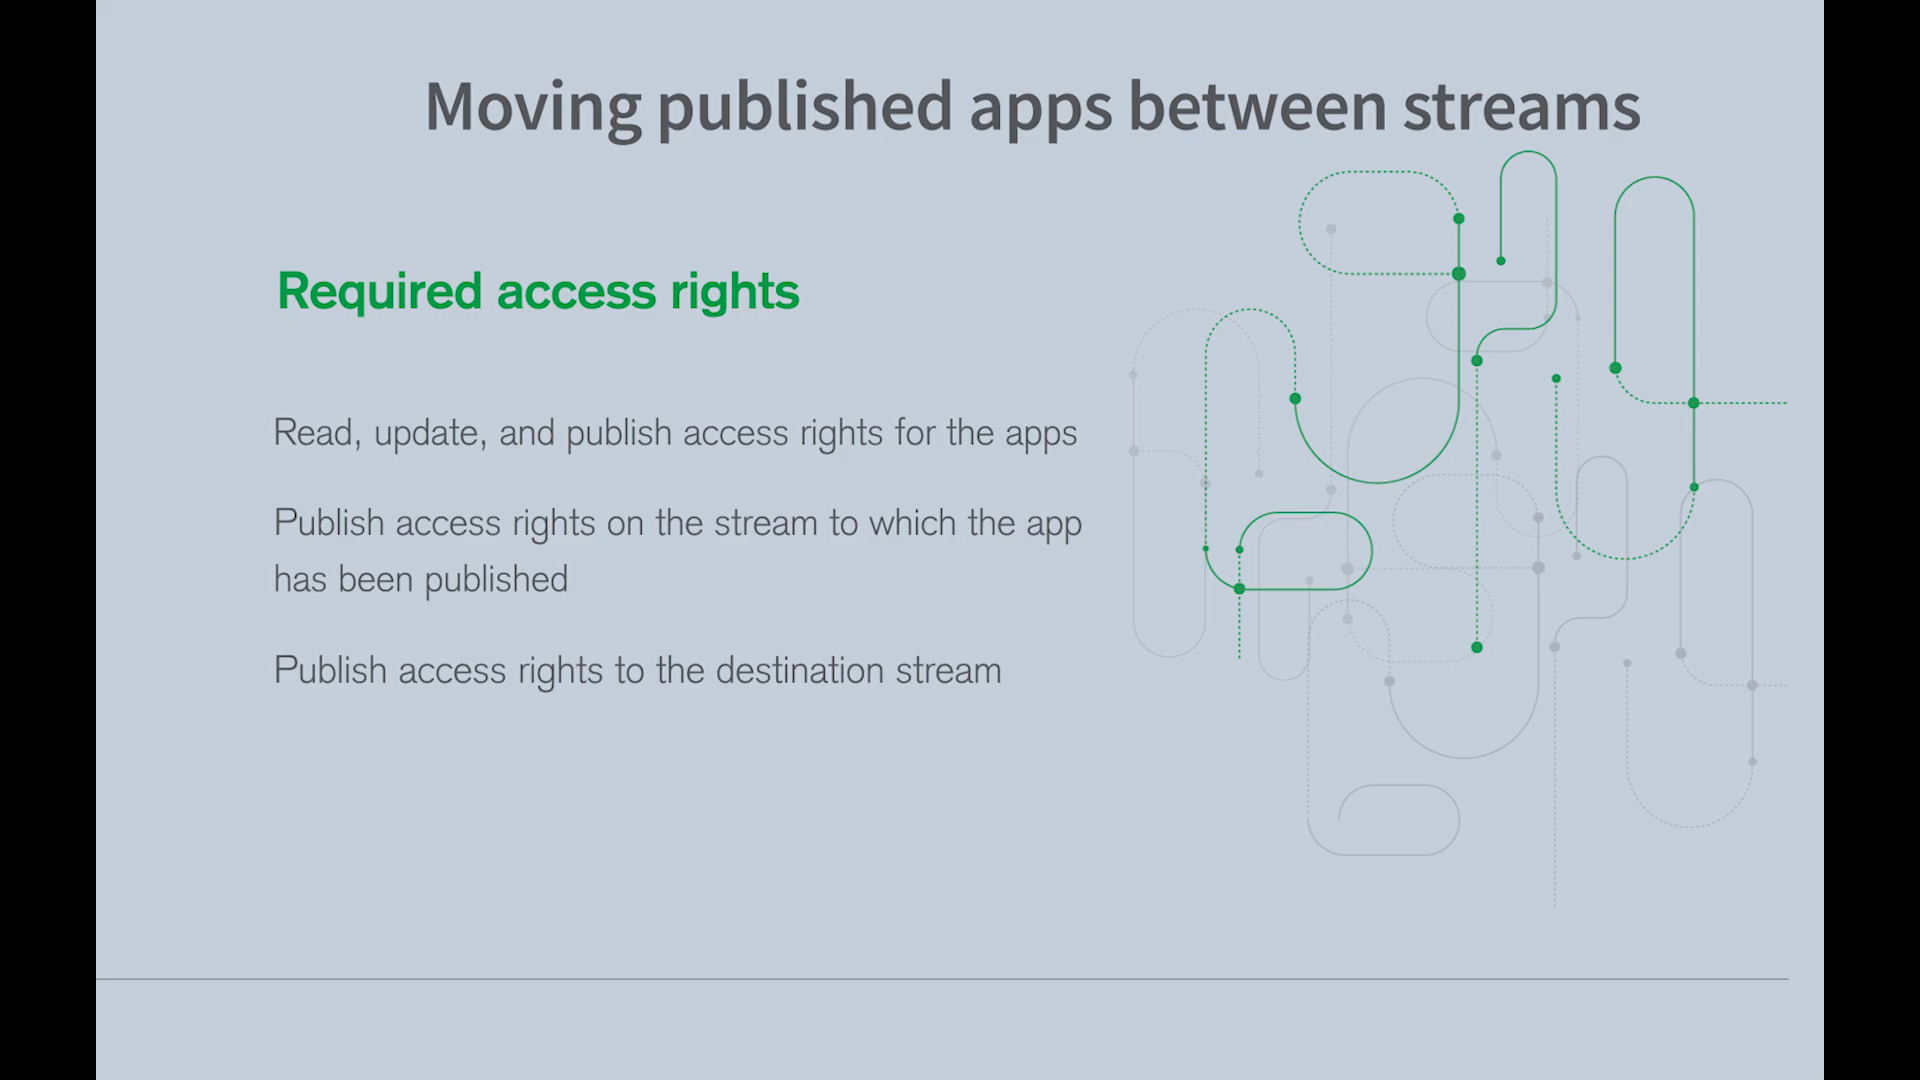 Moving published apps between streams
Required access rights
Read, update, and publish access rights for the apps
Publish access rights on the stream to which the app
has been published
Publish access rights to the destination stream